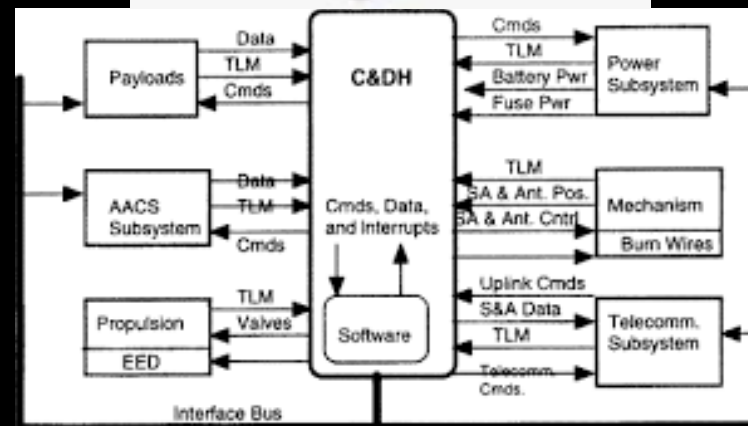 Data
TLM
Cmds
Payloads
C&DH
Cmds
TLM
Battery Pwr
Fuse Pwr
Power
Subsystem
Data
TLM
Cmds
AACS
Subsystem
Cmds, Data,
and Interrupts
TLM
SA & Ant. Pos.
SA & Ant. Cntrl
Mechanism
Burn Wires
TLM
Valves
Propulsion
EED
Software
Uplink Cmds
S&A Data
TLM
Telecomm.
Cmds.
Telecomm.
Subsystem
Interface Bus